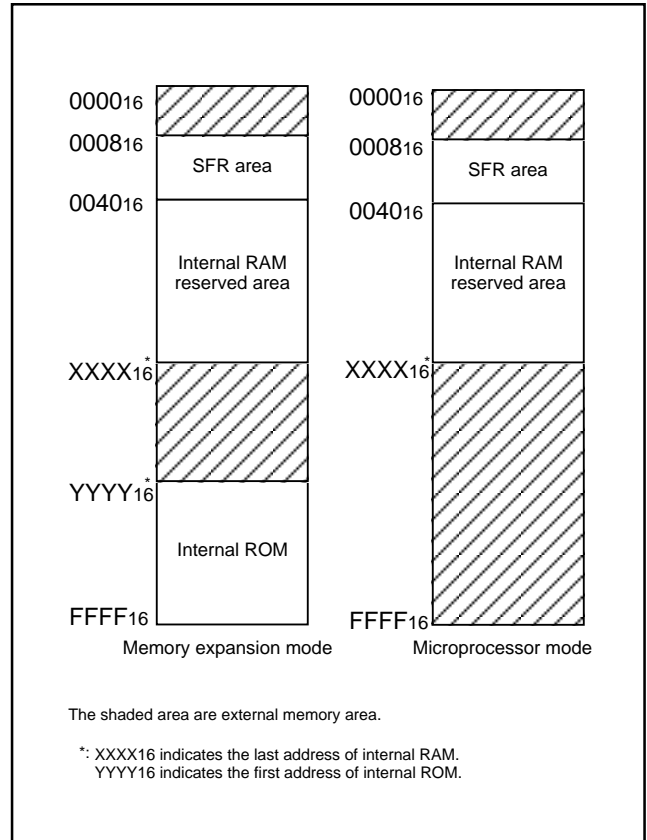 000016
000816
SFR area
004016
Internal RAM
reserved area
XXXX16*
YYYY16*
Internal ROM
FFFF16
Memory expansion mode
000016
000816
SFR area
004016
Internal RAM
reserved area
XXXX16*
FFFF16
Microprocessor mode
The shaded area are external memory area.
*: XXXX16 indicates the last address of internal RAM.
YYYY16 indicates the first address of internal ROM.